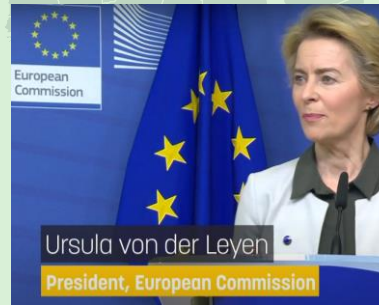 European
Commission
Ursula von der Leyen
President, European Commission